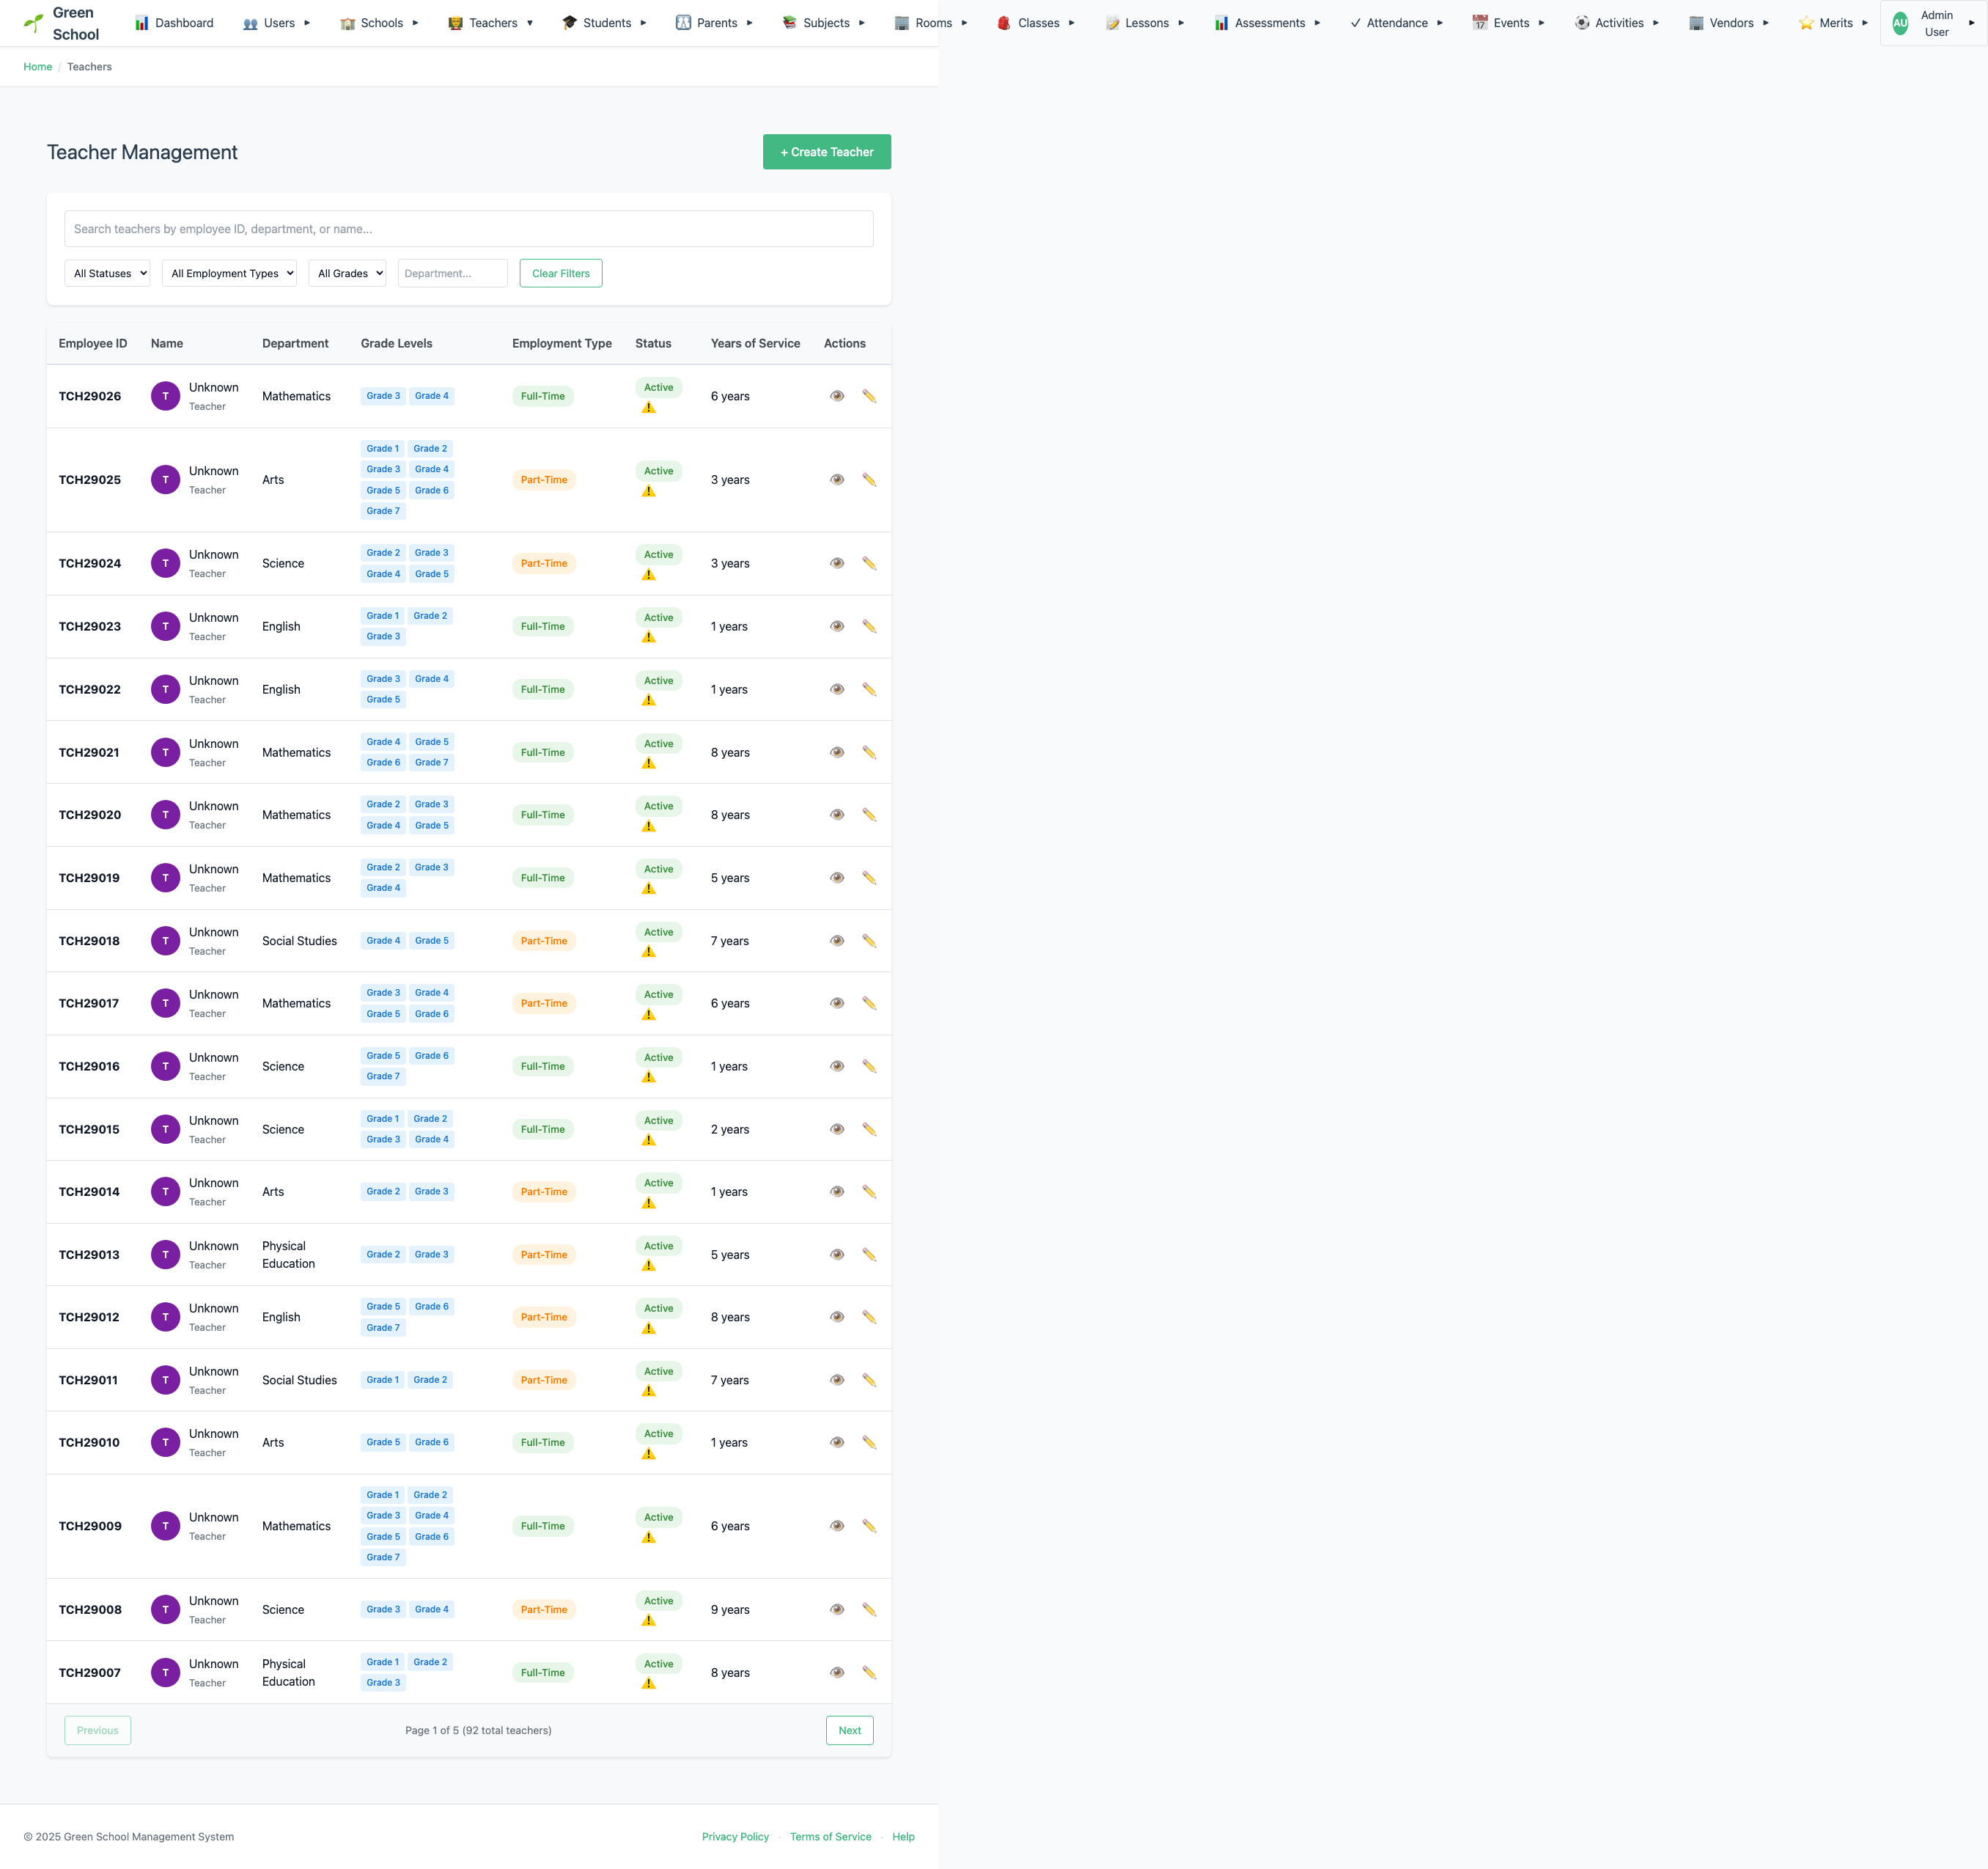 Green School
Dashboard
Users
Schools
Teachers
Students
Parents
Subjects
Rooms
Classes
Lessons
Assessments
Attendance
Events
Activities
Vendors
Merits
AU Admin User
Home / Teachers
Teacher Management
+ Create Teacher
Search teachers by employee ID, department, or name...
All Statuses All Employment Types All Grades Department... Clear Filters
Employee ID Name Department Grade Levels Employment Type Status Years of Service Actions
TCH29026 T Unknown Teacher Mathematics Grade 3 Grade 4 Full-Time Active 6 years
TCH29025 T Unknown Teacher Arts Grade 1 Grade 2 Grade 3 Grade 4 Grade 5 Grade 6 Grade 7 Part-Time Active 3 years
TCH29024 T Unknown Teacher Science Grade 2 Grade 3 Grade 4 Grade 5 Part-Time Active 3 years
TCH29023 T Unknown Teacher English Grade 1 Grade 2 Grade 3 Full-Time Active 1 years
TCH29022 T Unknown Teacher English Grade 3 Grade 4 Grade 5 Full-Time Active 1 years
TCH29021 T Unknown Teacher Mathematics Grade 4 Grade 5 Grade 6 Grade 7 Full-Time Active 8 years
TCH29020 T Unknown Teacher Mathematics Grade 2 Grade 3 Grade 4 Grade 5 Full-Time Active 8 years
TCH29019 T Unknown Teacher Mathematics Grade 2 Grade 3 Grade 4 Full-Time Active 5 years
TCH29018 T Unknown Teacher Social Studies Grade 4 Grade 5 Part-Time Active 7 years
TCH29017 T Unknown Teacher Mathematics Grade 3 Grade 4 Grade 5 Grade 6 Part-Time Active 6 years
TCH29016 T Unknown Teacher Science Grade 5 Grade 6 Grade 7 Full-Time Active 1 years
TCH29015 T Unknown Teacher Science Grade 1 Grade 2 Grade 3 Grade 4 Full-Time Active 2 years
TCH29014 T Unknown Teacher Arts Grade 2 Grade 3 Part-Time Active 1 years
TCH29013 T Unknown Teacher Physical Education Grade 2 Grade 3 Part-Time Active 5 years
TCH29012 T Unknown Teacher English Grade 5 Grade 6 Grade 7 Part-Time Active 8 years
TCH29011 T Unknown Teacher Social Studies Grade 1 Grade 2 Part-Time Active 7 years
TCH29010 T Unknown Teacher Arts Grade 5 Grade 6 Full-Time Active 1 years
TCH29009 T Unknown Teacher Mathematics Grade 1 Grade 2 Grade 3 Grade 4 Grade 5 Grade 6 Grade 7 Full-Time Active 6 years
TCH29008 T Unknown Teacher Science Grade 3 Grade 4 Part-Time Active 9 years
TCH29007 T Unknown Teacher Physical Education Grade 1 Grade 2 Grade 3 Full-Time Active 8 years
Previous Page 1 of 5 (92 total teachers) Next
© 2025 Green School Management System
Privacy Policy · Terms of Service · Help